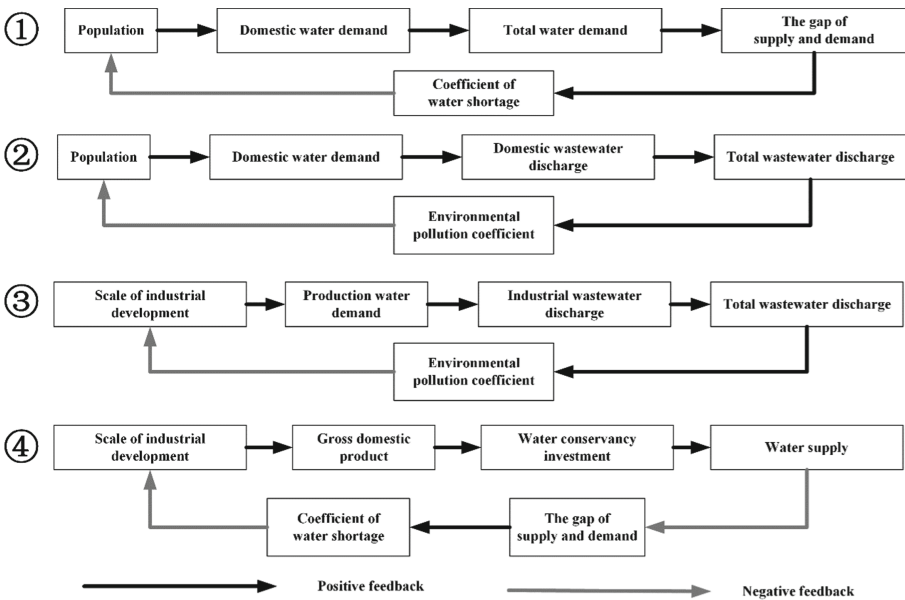 ①
Population
Domestic water demand
Total water demand
The gap of
supply and demand
Coefficient of
water shortage
②
Population
Domestic water demand
Domestic wastewater
discharge
Total wastewater discharge
Environmental
pollution coefficient
③
Scale of industrial
development
Production water
demand
Industrial wastewater
discharge
Total wastewater discharge
Environmental
pollution coefficient
④
Scale of industrial
development
Gross domestic
product
Water conservancy
investment
Water supply
Coefficient of
water shortage
The gap of
supply and demand
Positive feedback
Negative feedback